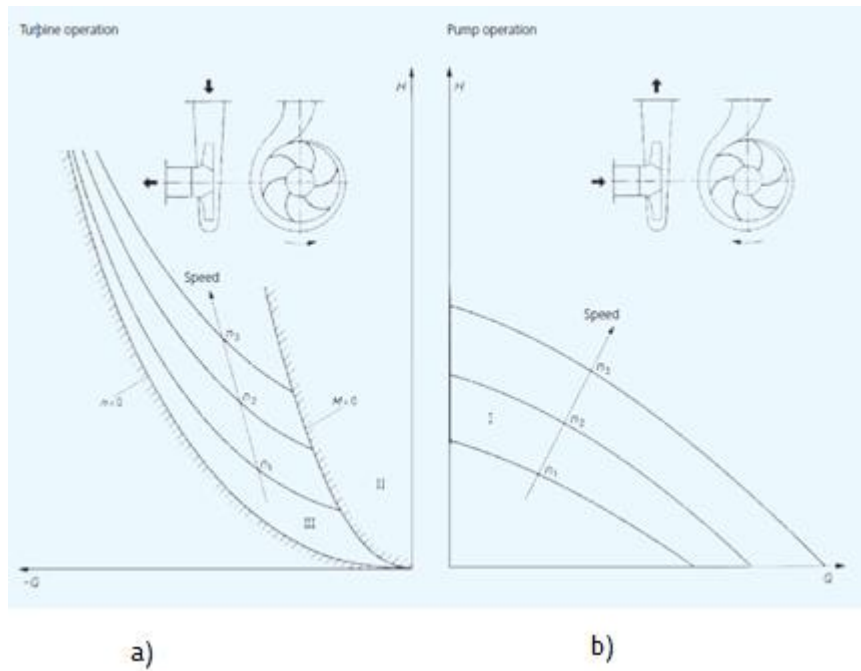 Turbine operation
Pump operation
H
H
Speed
Speed
n₃
n₃
n₂
n₂
n = 0
M = 0
I
n₁
n₁
II
III
-Q
Q
a)
b)